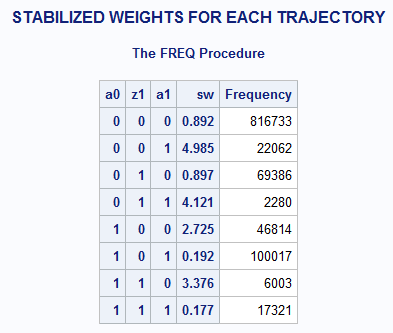 STABILIZED WEIGHTS FOR EACH TRAJECTORY
The FREQ Procedure
a0 z1 a1 sw Frequency
0 0 0 0.892 816733
0 0 1 4.985 22062
0 1 0 0.897 69386
0 1 1 4.121 2280
1 0 0 2.725 46814
1 0 1 0.192 100017
1 1 0 3.376 6003
1 1 1 0.177 17321